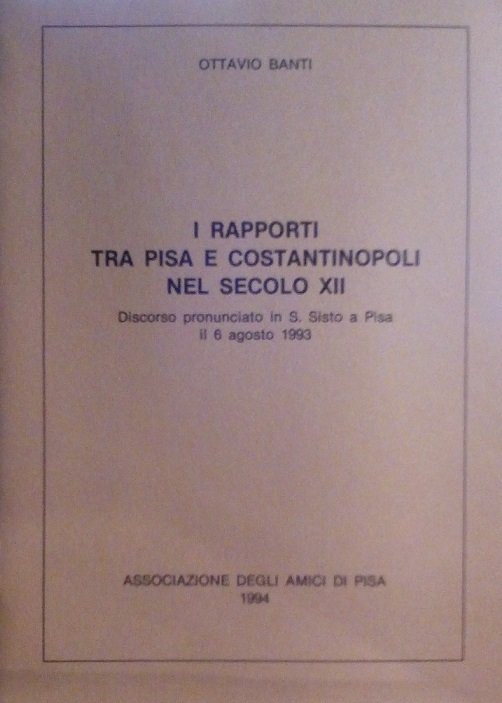 OTTAVIO BANTI
I RAPPORTI
TRA PISA E COSTANTINOPOLI
NEL SECOLO XII
Discorso pronunciato in S. Sisto a Pisa
il 6 agosto 1993
ASSOCIAZIONE DEGLI AMICI DI PISA
1994